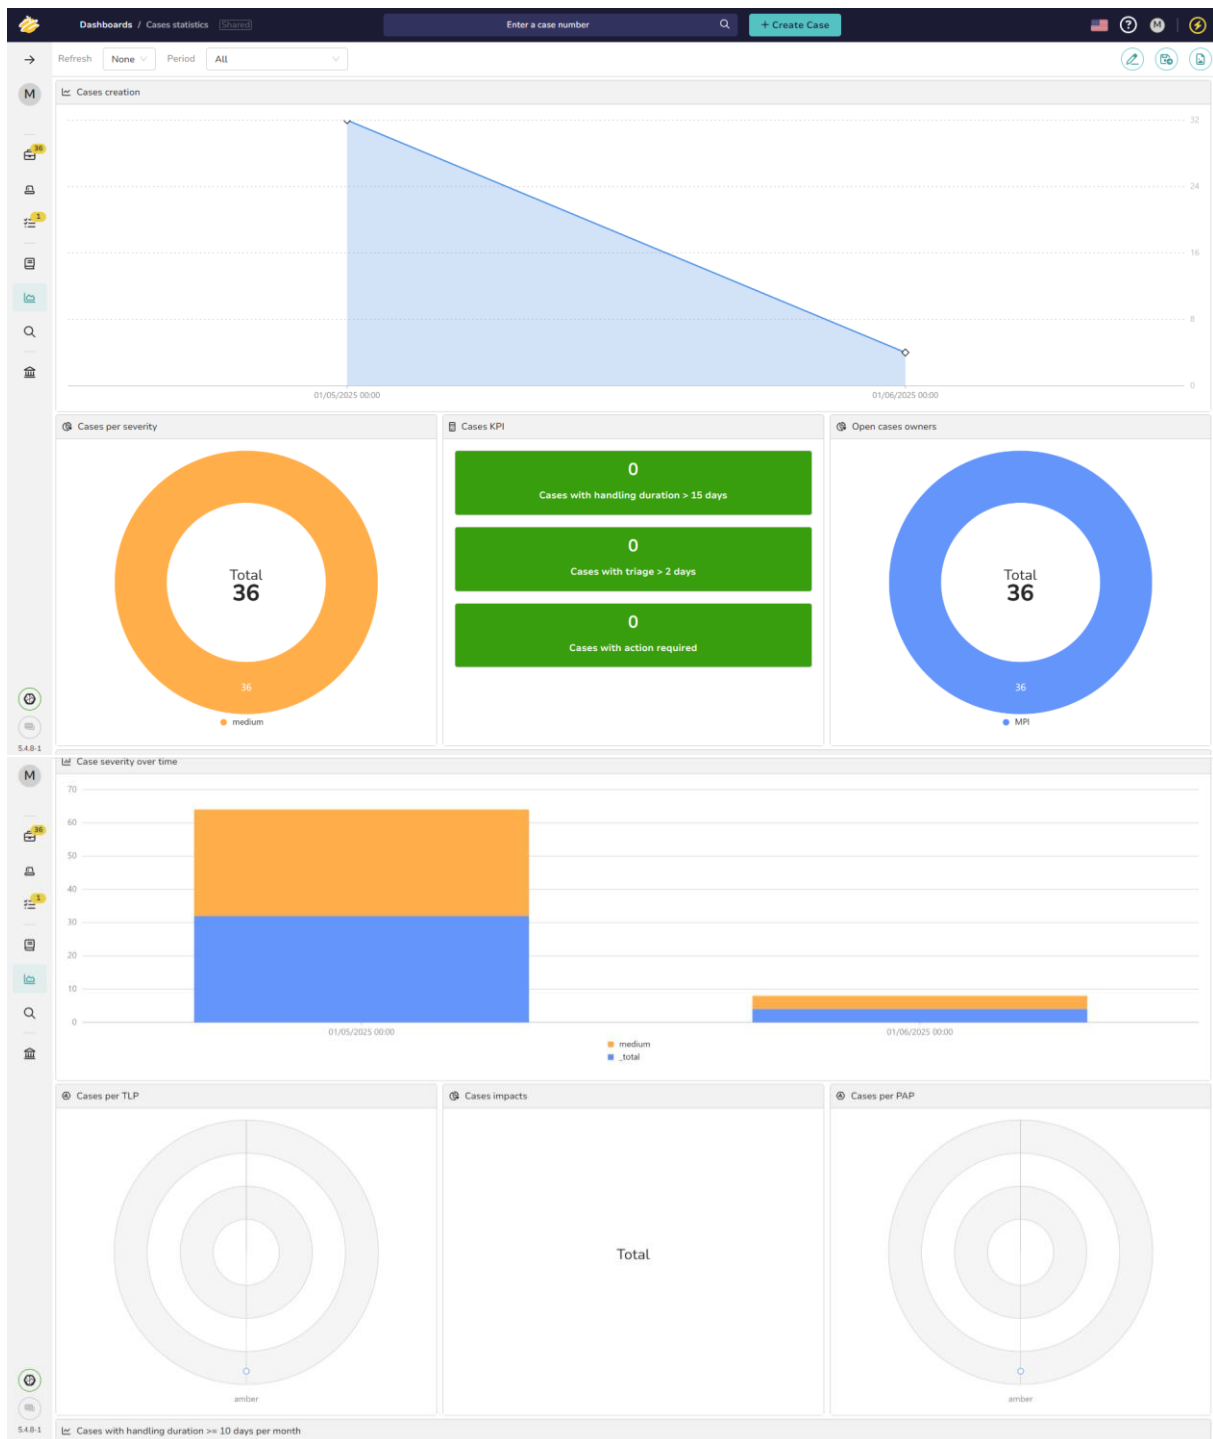 Dashboards / Cases statistics Shared
Enter a case number
+ Create Case
M
Refresh None Period All
M
Cases creation
32
36
24
1
16
8
0
01/05/2025 00:00 01/06/2025 00:00
Cases per severity
Total
36
36
medium
Cases KPI
0
Cases with handling duration > 15 days
0
Cases with triage > 2 days
0
Cases with action required
Open cases owners
Total
36
36
MPI
5.4.8-1
Case severity over time
M
70
60
50
40
30
20
10
0
36
1
01/05/2025 00:00 01/06/2025 00:00
medium
_total
Cases per TLP
amber
Cases impacts
Total
Cases per PAP
amber
5.4.8-1
Cases with handling duration >= 10 days per month